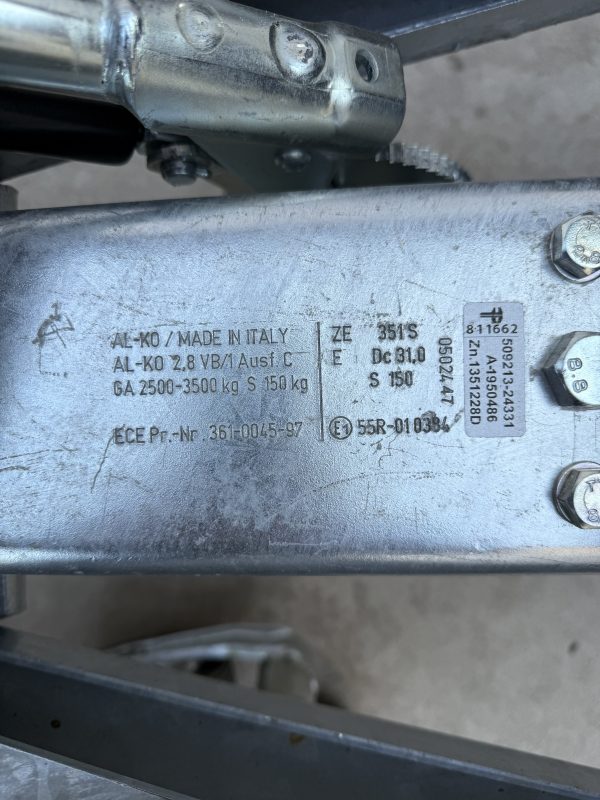 AL-KO / MADE IN ITALY
AL-KO 2,8 VB/1 Ausf. C
GA 2500-3500 kg S 150 kg
ECE Pr.-Nr. 361-0045-97
ZE 351 S
E Dc 31,0
S 150
E1 55R-01 0384
0502447
811662
509213-24331
A-1950486
Zn.1351228D
8.8